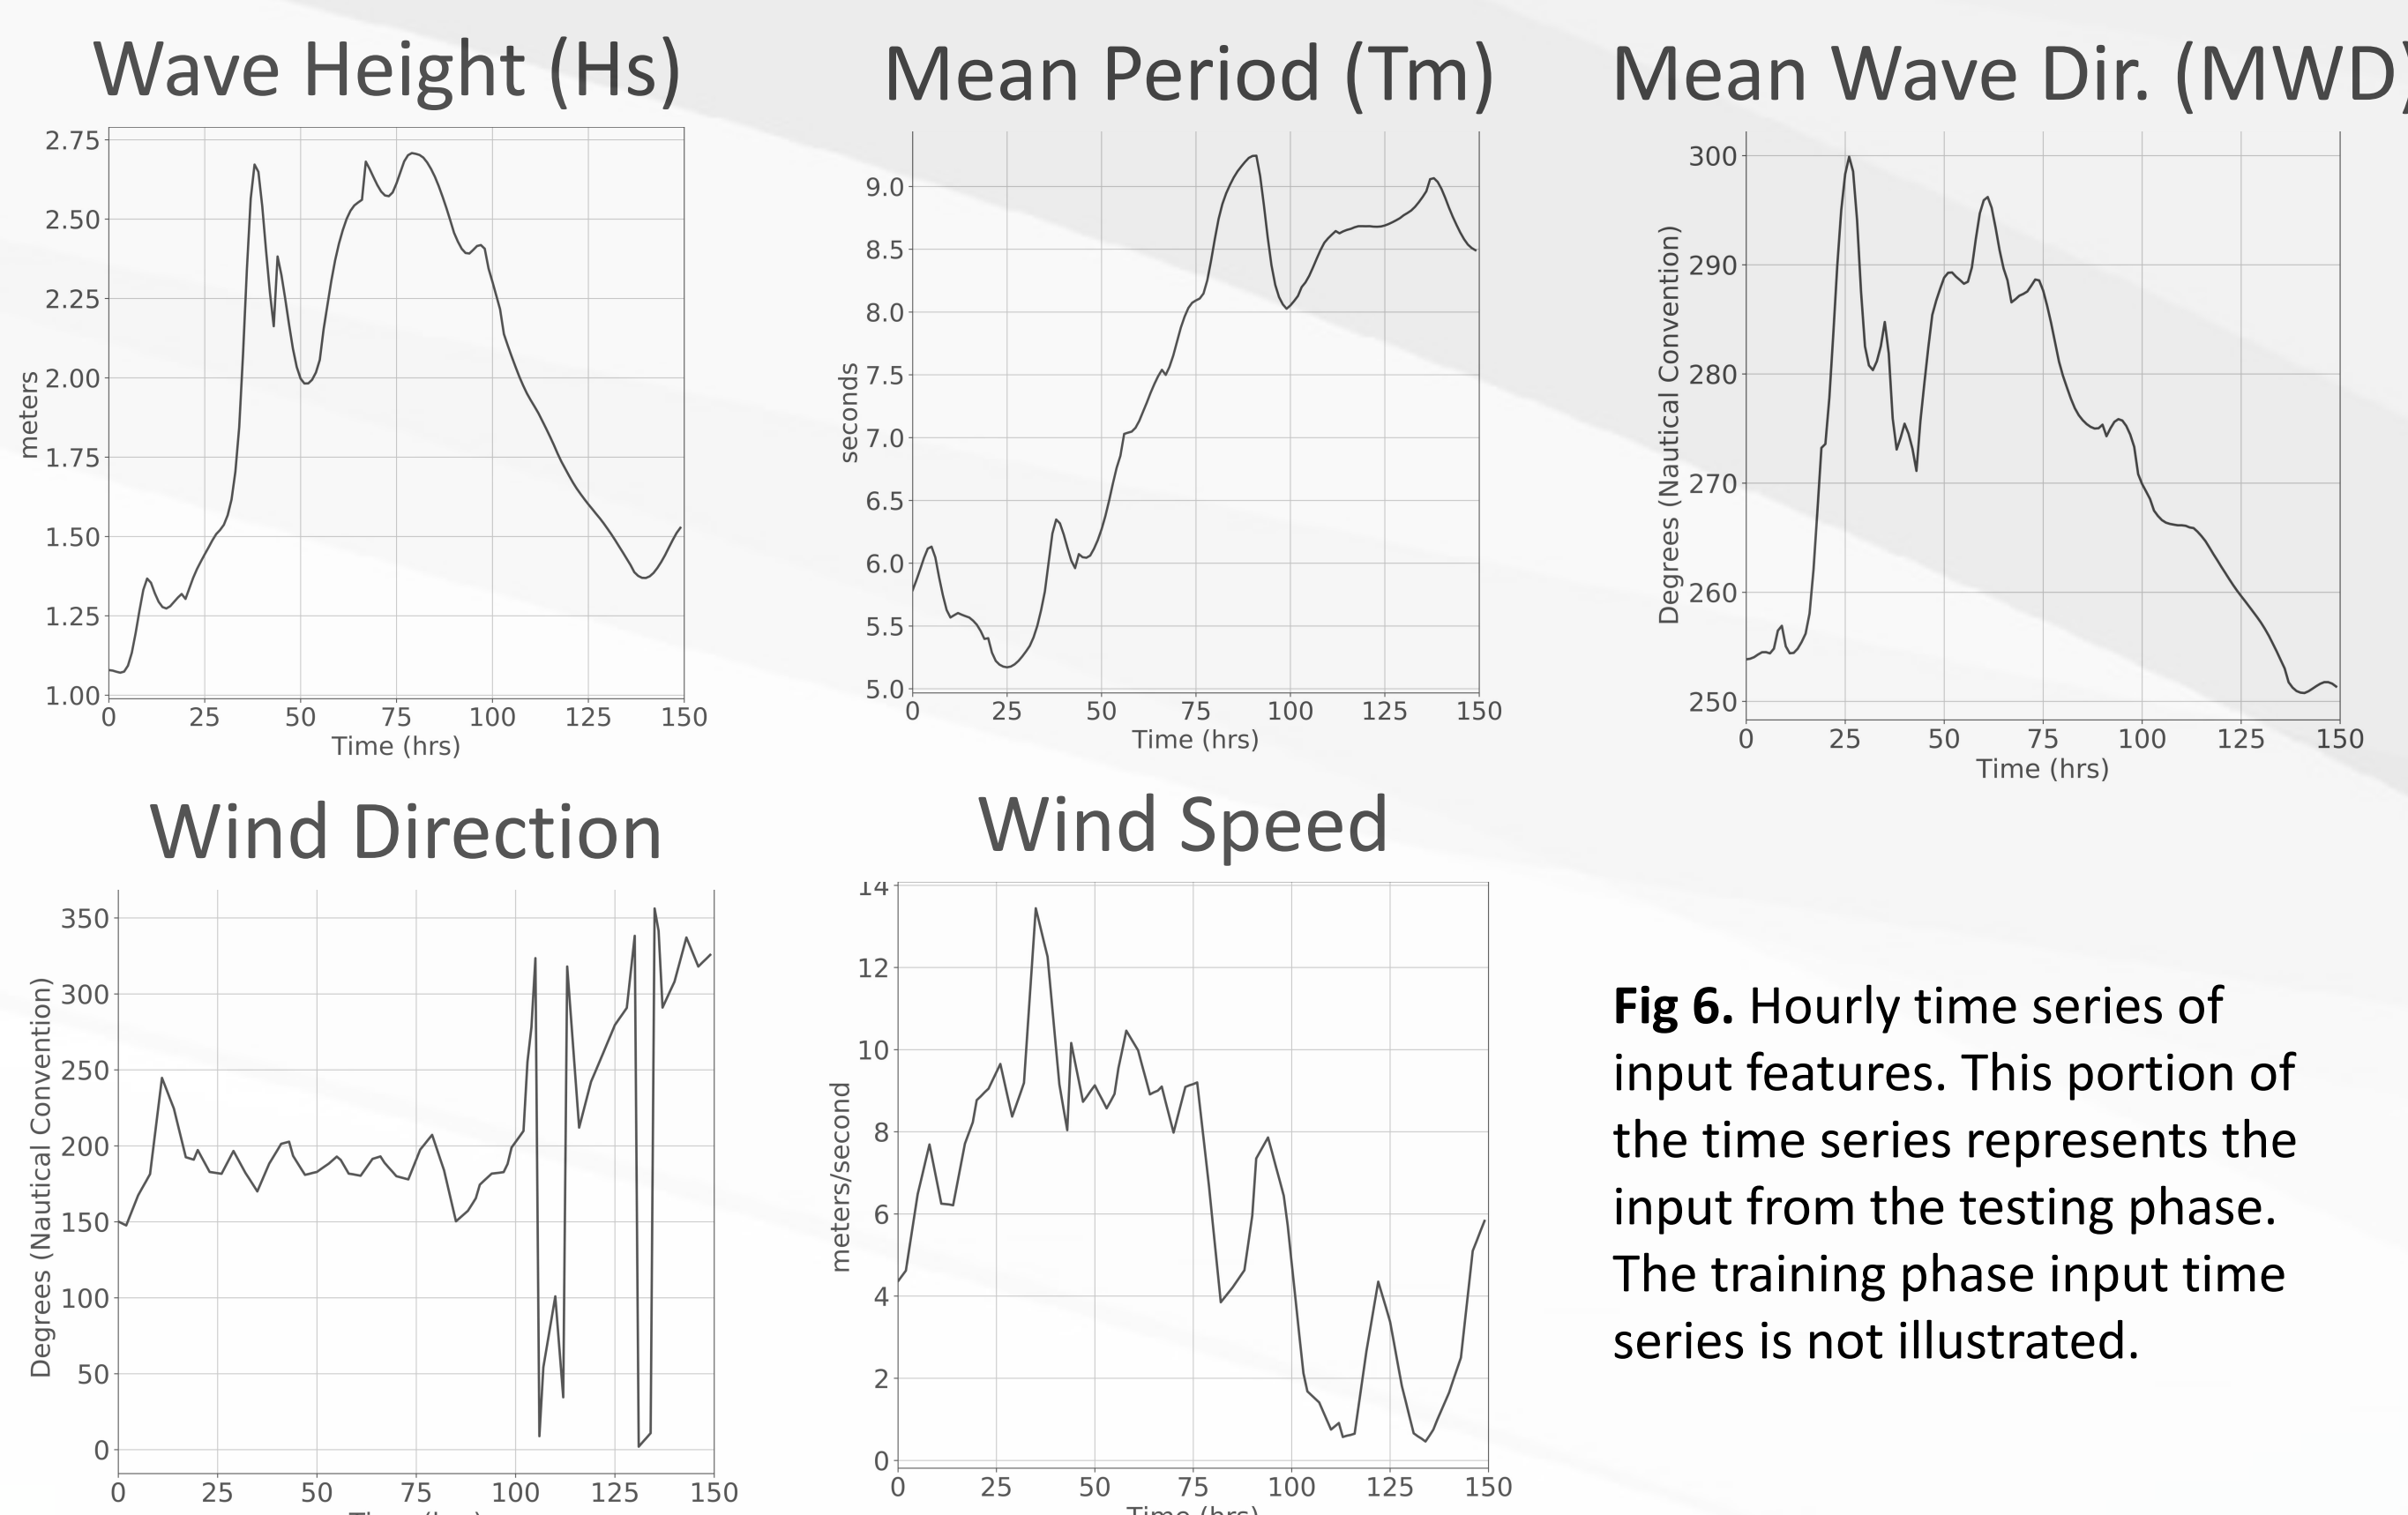 Wave Height (Hs)
2.75
2.50
2.25
2.00
1.75
1.50
1.25
1.00
meters
0 25 50 75 100 125 150
Time (hrs)
Mean Period (Tm)
9.0
8.5
8.0
7.5
7.0
6.5
6.0
5.5
5.0
seconds
0 25 50 75 100 125 150
Time (hrs)
Mean Wave Dir. (MWD)
300
290
280
270
260
250
Degrees (Nautical Convention)
0 25 50 75 100 125 150
Time (hrs)
Wind Direction
350
300
250
200
150
100
50
0
Degrees (Nautical Convention)
0 25 50 75 100 125 150
Wind Speed
14
12
10
8
6
4
2
0
meters/second
0 25 50 75 100 125 150
Time (hrs)
Fig 6. Hourly time series of
input features. This portion of
the time series represents the
input from the testing phase.
The training phase input time
series is not illustrated.